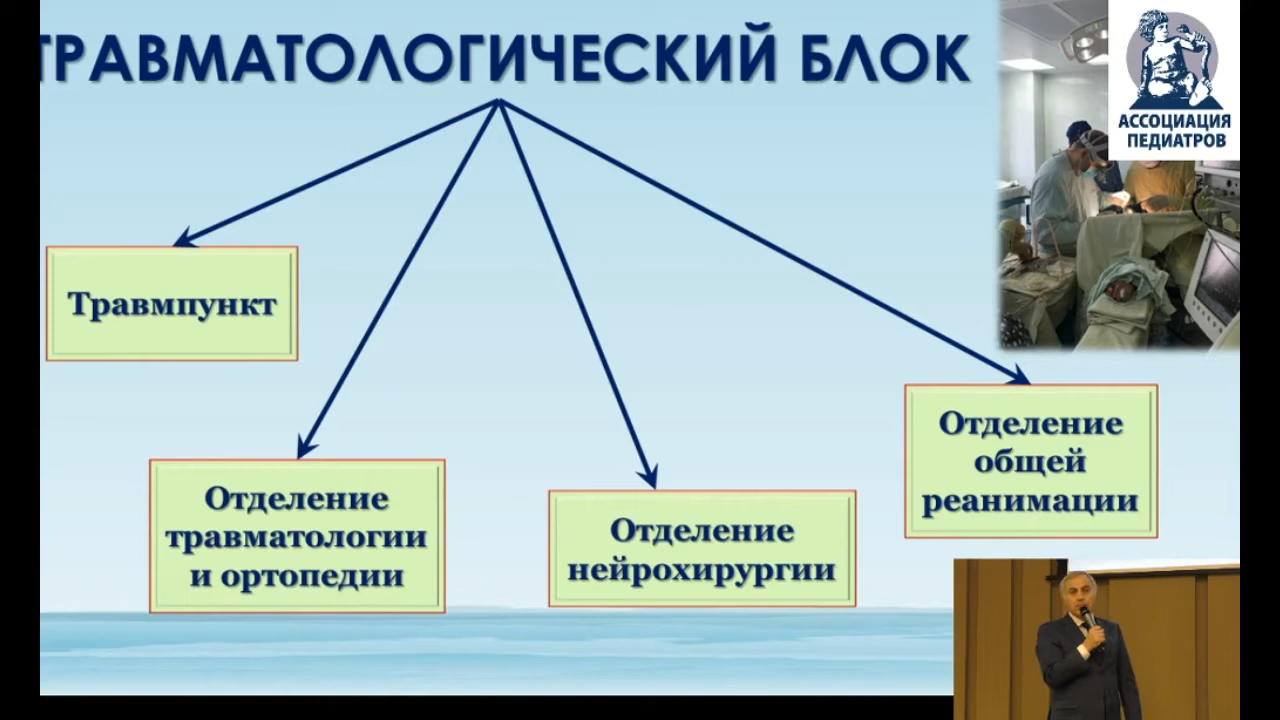 ТРАВМАТОЛОГИЧЕСКИЙ БЛОК
АССОЦИАЦИЯ
ПЕДИАТРОВ
Травмпункт
Отделение
общей
реанимации
Отделение
травматологии
и ортопедии
Отделение
нейрохирургии